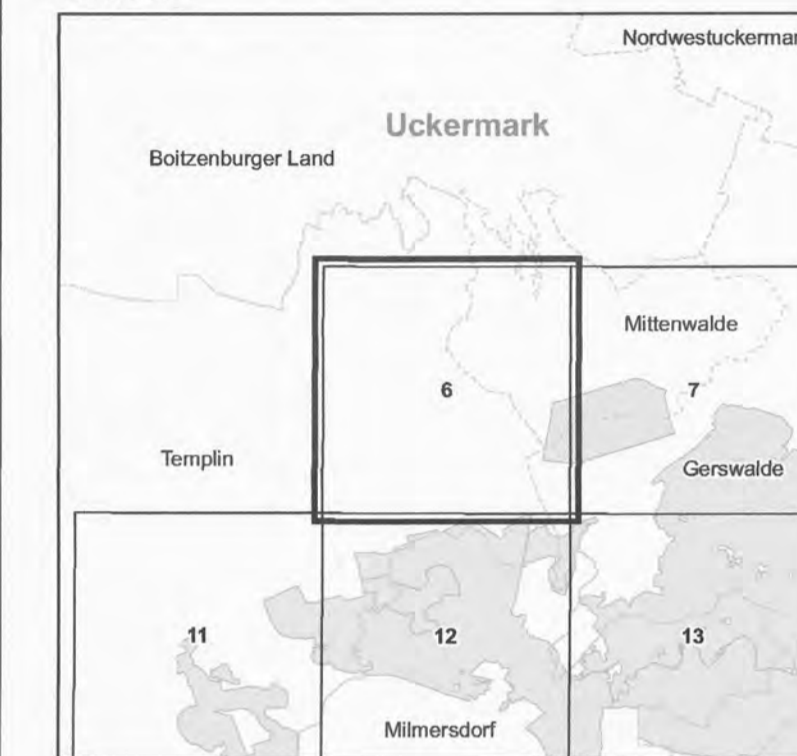 Nordwestuckermar
Uckermark
Boitzenburger Land
Mittenwalde
6
7
Templin
Gerswalde
11
12
13
Milmersdorf